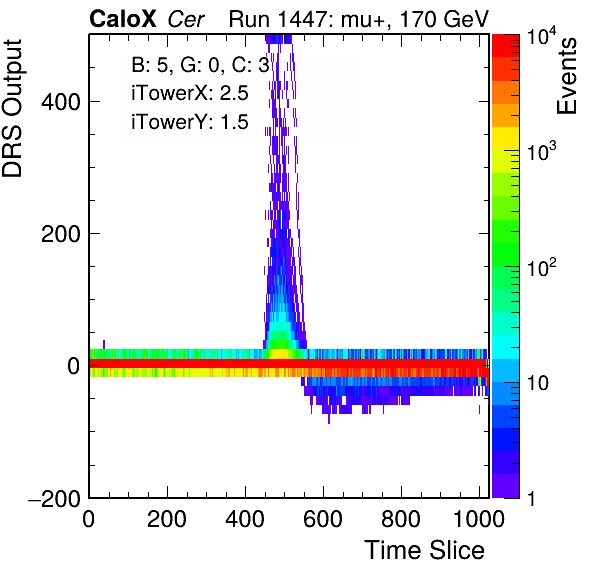 CaloX Cer Run 1447: mu+, 170 GeV
B: 5, G: 0, C: 3
iTowerX: 2.5
iTowerY: 1.5
DRS Output
400
200
0
−200
0 200 400 600 800 1000
Time Slice
Events
10^4
10^3
10^2
10
1